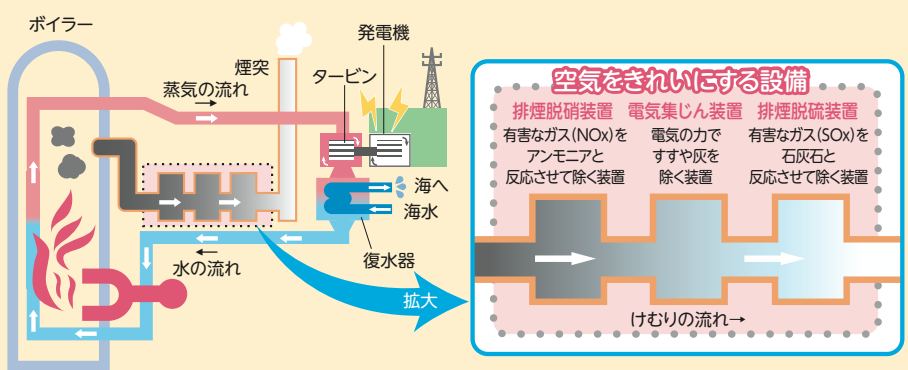 ボイラー
蒸気の流れ
煙突
タービン
発電機
海へ
海水
復水器
水の流れ
拡大
空気をきれいにする設備
排煙脱硝装置
有害なガス(NOx)を
アンモニアと
反応させて除く装置
電気集じん装置
電気の力で
すすや灰を
除く装置
排煙脱硫装置
有害なガス(SOx)を
石灰石と
反応させて除く装置
けむりの流れ→